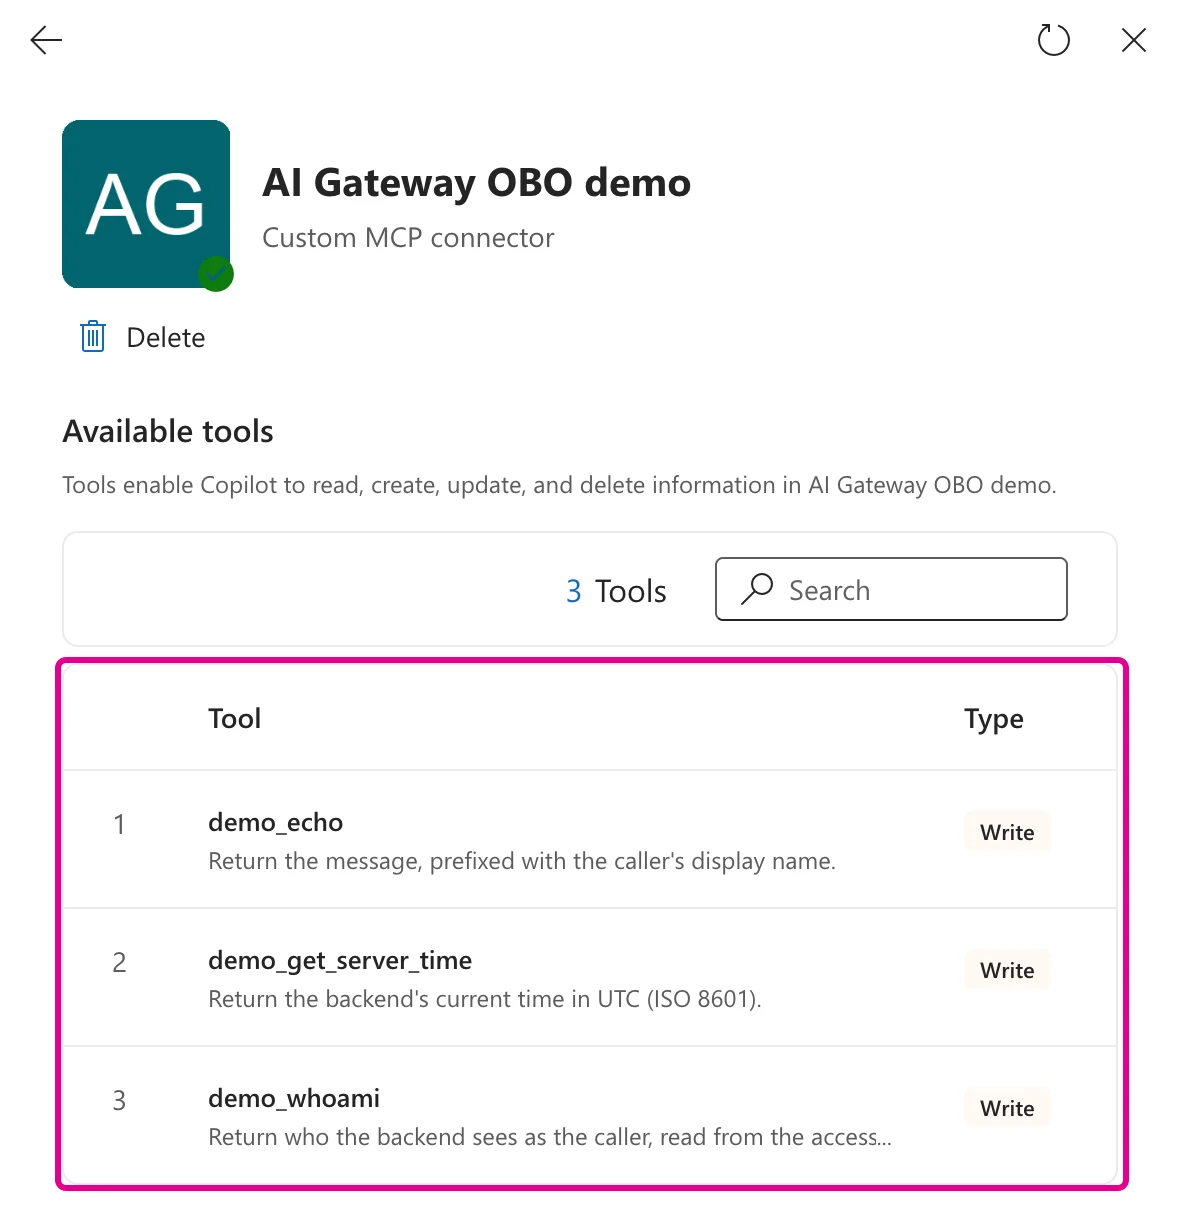 AG
AI Gateway OBO demo
Custom MCP connector
Delete
Available tools
Tools enable Copilot to read, create, update, and delete information in AI Gateway OBO demo.
3 Tools
Search
Tool Type
1 demo_echo Write
Return the message, prefixed with the caller's display name.
2 demo_get_server_time Write
Return the backend's current time in UTC (ISO 8601).
3 demo_whoami Write
Return who the backend sees as the caller, read from the access...